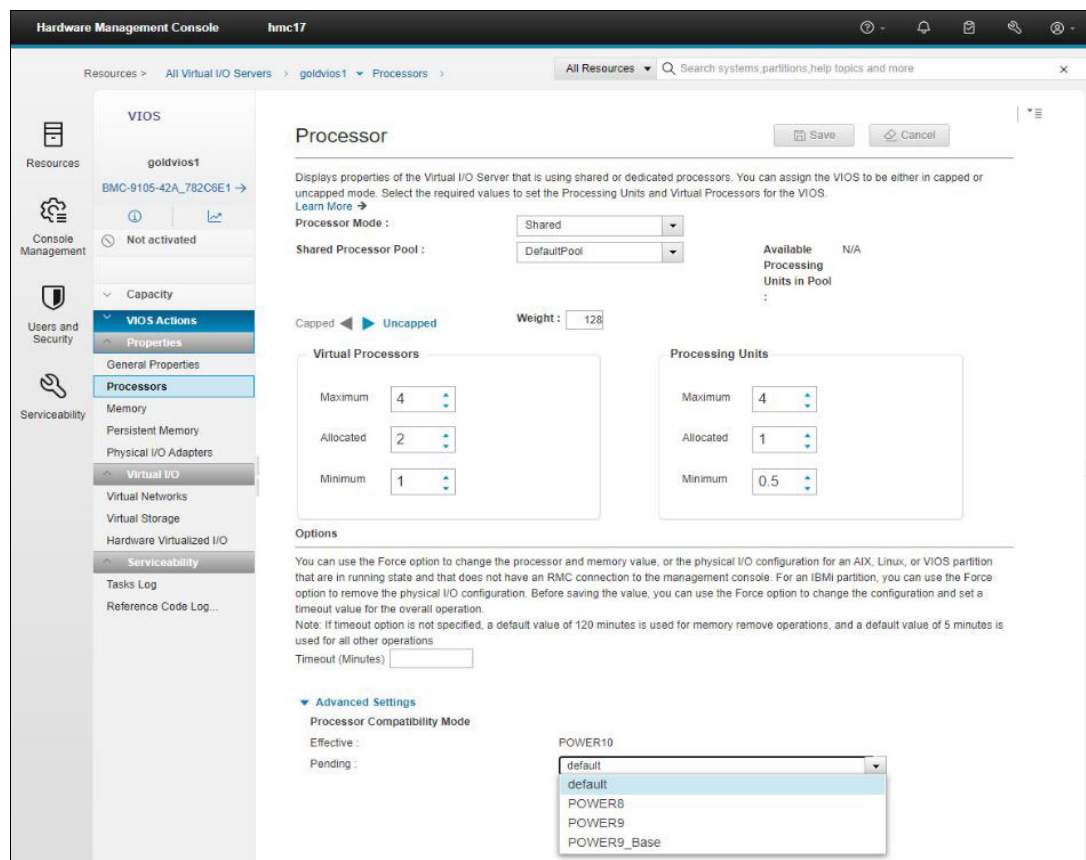 Hardware Management Console hmc17
Resources > All Virtual I/O Servers > goldvios1 Processors >
All Resources Search systems,partitions,help topics and more
Resources
Console
Management
Users and
Security
Serviceability
VIOS
goldvios1
BMC-9105-42A_782C6E1
Not activated
Capacity
VIOS Actions
Properties
General Properties
Processors
Memory
Persistent Memory
Physical I/O Adapters
Virtual I/O
Virtual Networks
Virtual Storage
Hardware Virtualized I/O
Serviceability
Tasks Log
Reference Code Log...
Processor
Save Cancel
Displays properties of the Virtual I/O Server that is using shared or dedicated processors. You can assign the VIOS to be either in capped or
uncapped mode. Select the required values to set the Processing Units and Virtual Processors for the VIOS.
Learn More
Processor Mode : Shared
Shared Processor Pool : DefaultPool
Available N/A
Processing
Units in Pool
:
Capped Uncapped Weight : 128
Virtual Processors
Maximum 4
Allocated 2
Minimum 1
Processing Units
Maximum 4
Allocated 1
Minimum 0.5
Options
You can use the Force option to change the processor and memory value, or the physical I/O configuration for an AIX, Linux, or VIOS partition
that are in running state and that does not have an RMC connection to the management console. For an IBMi partition, you can use the Force
option to remove the physical I/O configuration. Before saving the value, you can use the Force option to change the configuration and set a
timeout value for the overall operation.
Note: If timeout option is not specified, a default value of 120 minutes is used for memory remove operations, and a default value of 5 minutes is
used for all other operations
Timeout (Minutes)
Advanced Settings
Processor Compatibility Mode
Effective : POWER10
Pending : default
default
POWER8
POWER9
POWER9_Base